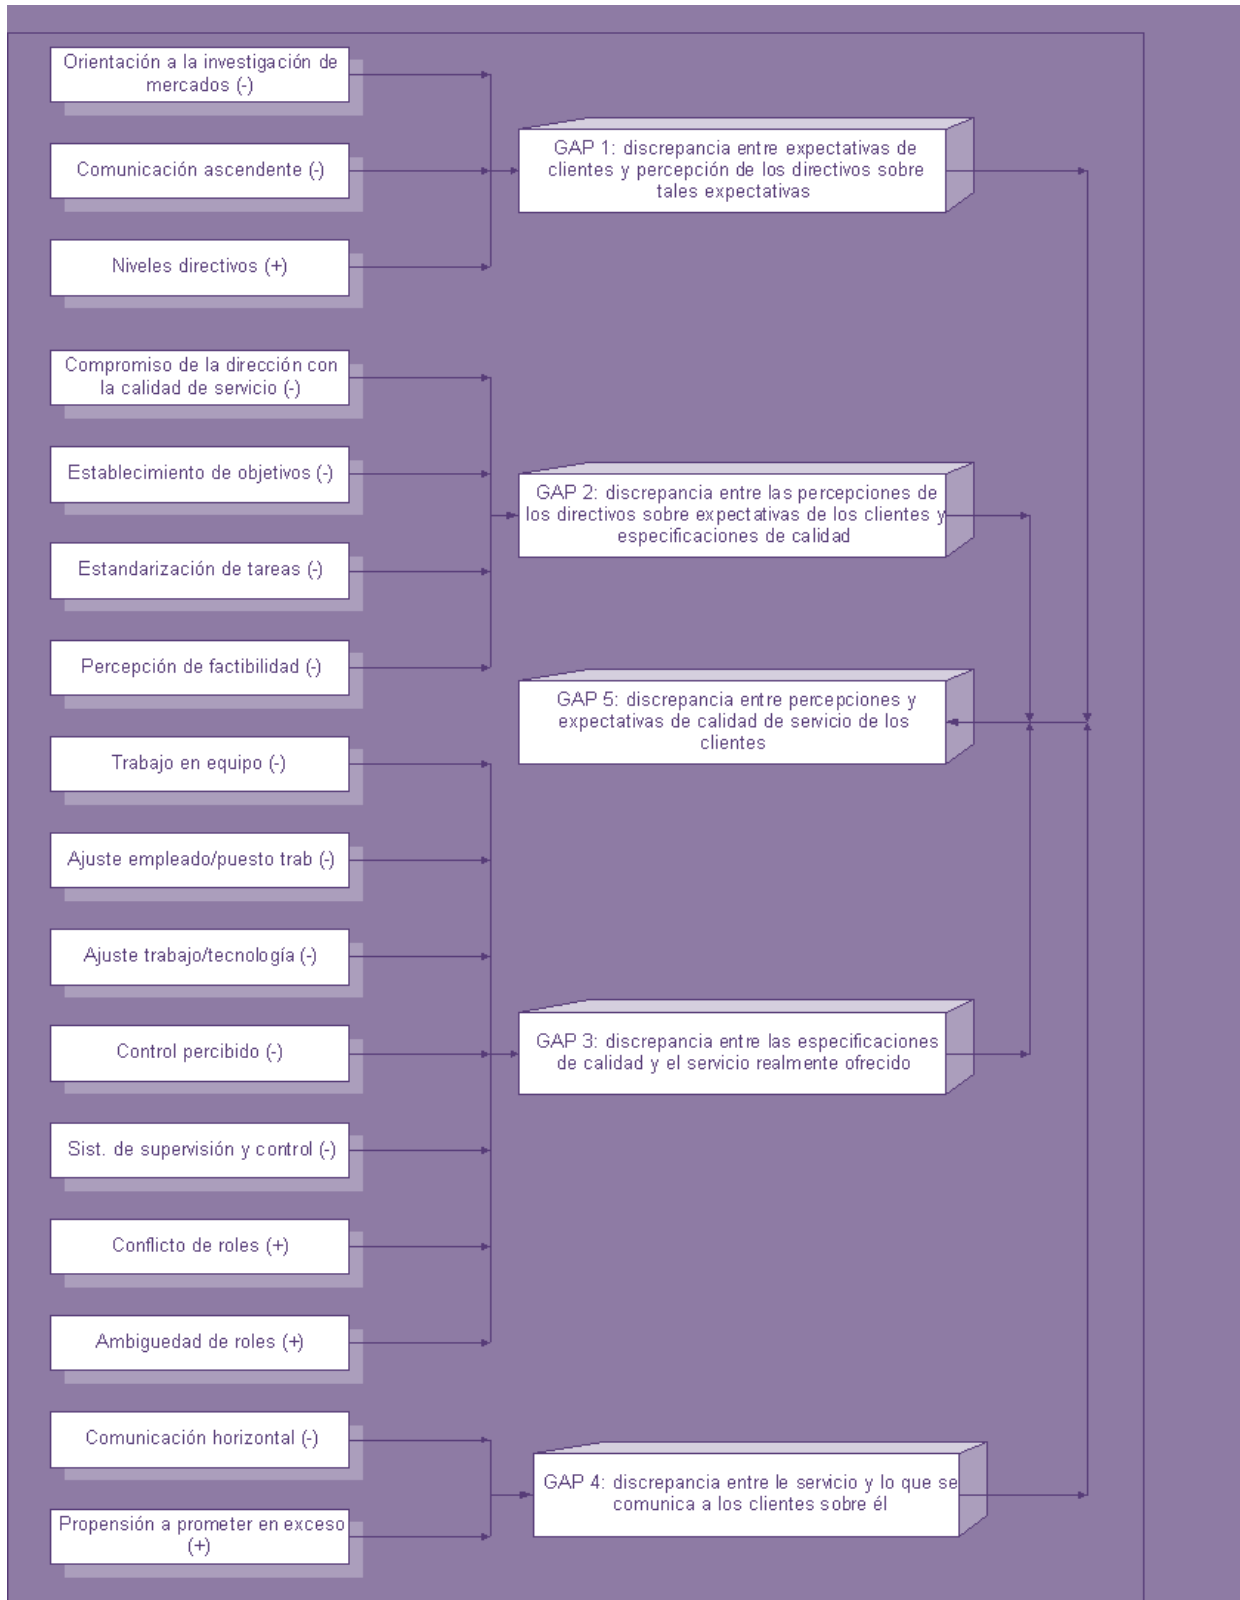 Orientación a la investigación de
mercados (-)
Comunicación ascendente (-)
Niveles directivos (+)
GAP 1: discrepancia entre expectativas de
clientes y percepción de los directivos sobre
tales expectativas
Compromiso de la dirección con
la calidad de servicio (-)
Establecimiento de objetivos (-)
Estandarización de tareas (-)
Percepción de factibilidad (-)
GAP 2: discrepancia entre las percepciones de
los directivos sobre expectativas de los clientes y
especificaciones de calidad
GAP 5: discrepancia entre percepciones y
expectativas de calidad de servicio de los
clientes
Trabajo en equipo (-)
Ajuste empleado/puesto trab (-)
Ajuste trabajo/tecnología (-)
Control percibido (-)
Sist. de supervisión y control (-)
Conflicto de roles (+)
Ambiguedad de roles (+)
GAP 3: discrepancia entre las especificaciones
de calidad y el servicio realmente ofrecido
Comunicación horizontal (-)
Propensión a prometer en exceso
(+)
GAP 4: discrepancia entre le servicio y lo que se
comunica a los clientes sobre él